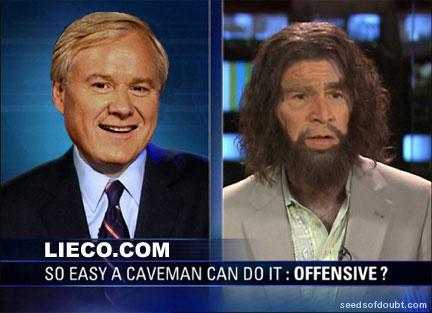 LIECO.COM
SO EASY A CAVEMAN CAN DO IT : OFFENSIVE ?
seedsofdoubt.com